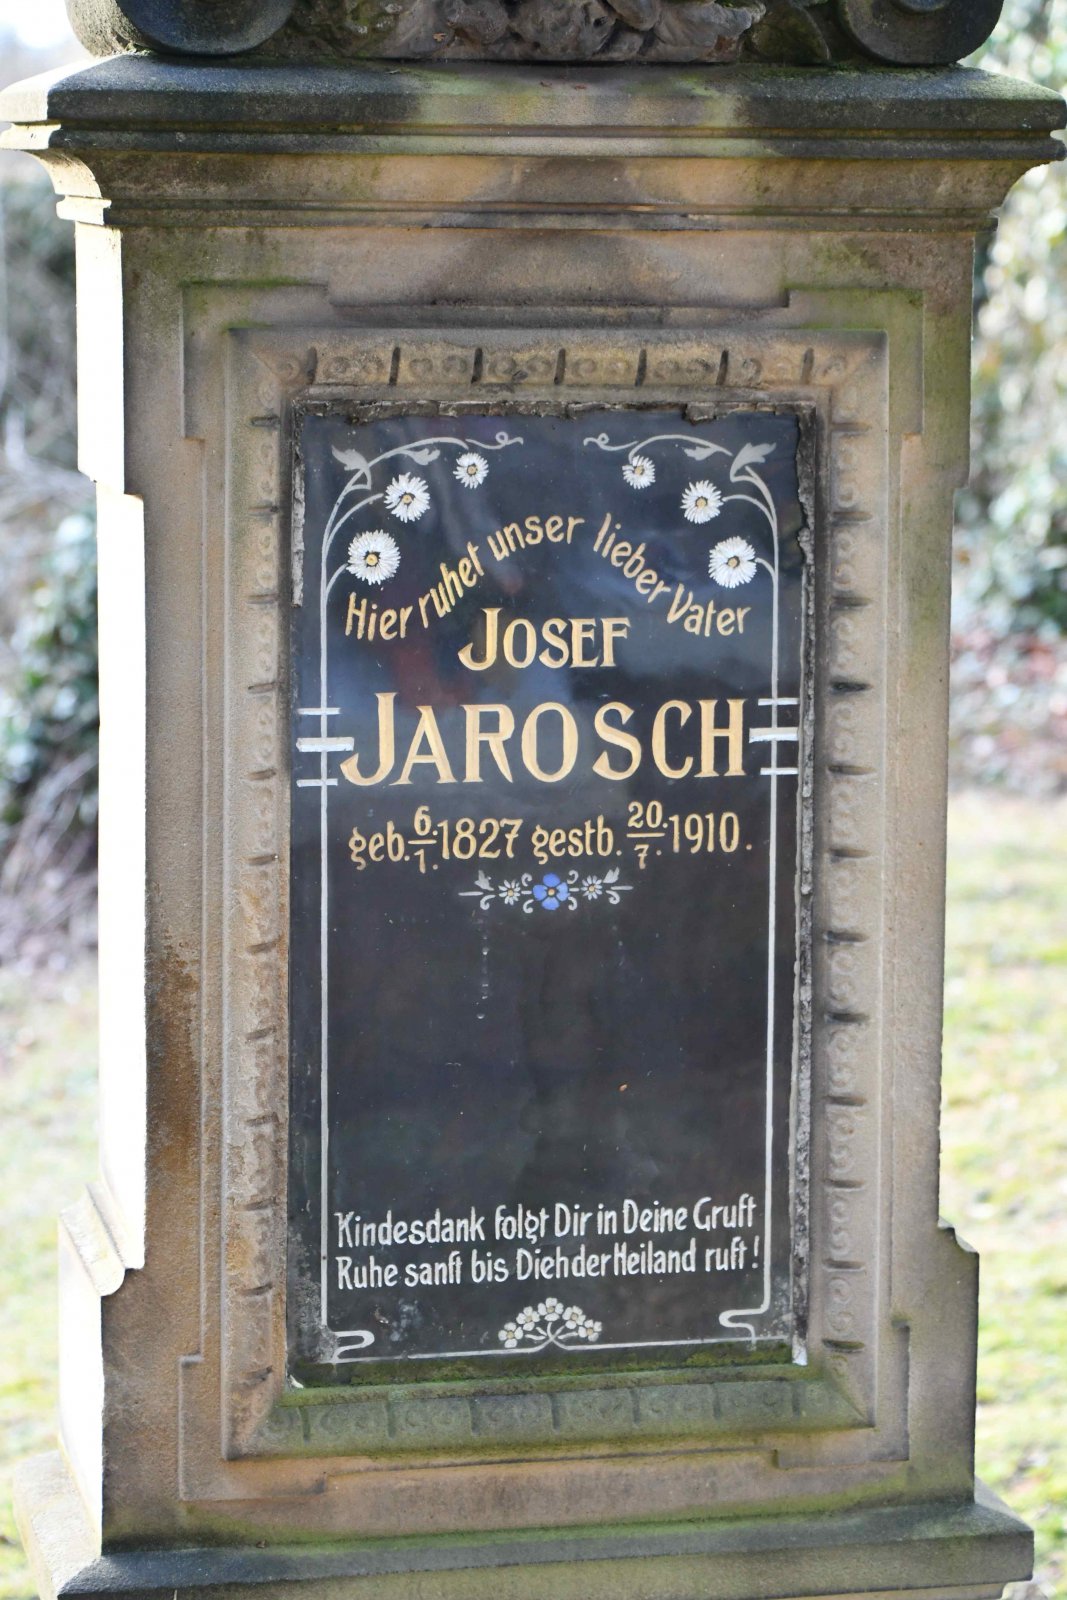 Hier ruhet unser lieber Vater
JOSEF
JAROSCH
geb. 6./1. 1827 gestb. 20./7. 1910.
Kindesdank folgt Dir in Deine Gruft
Ruhe sanft bis Dich der Heiland ruft!